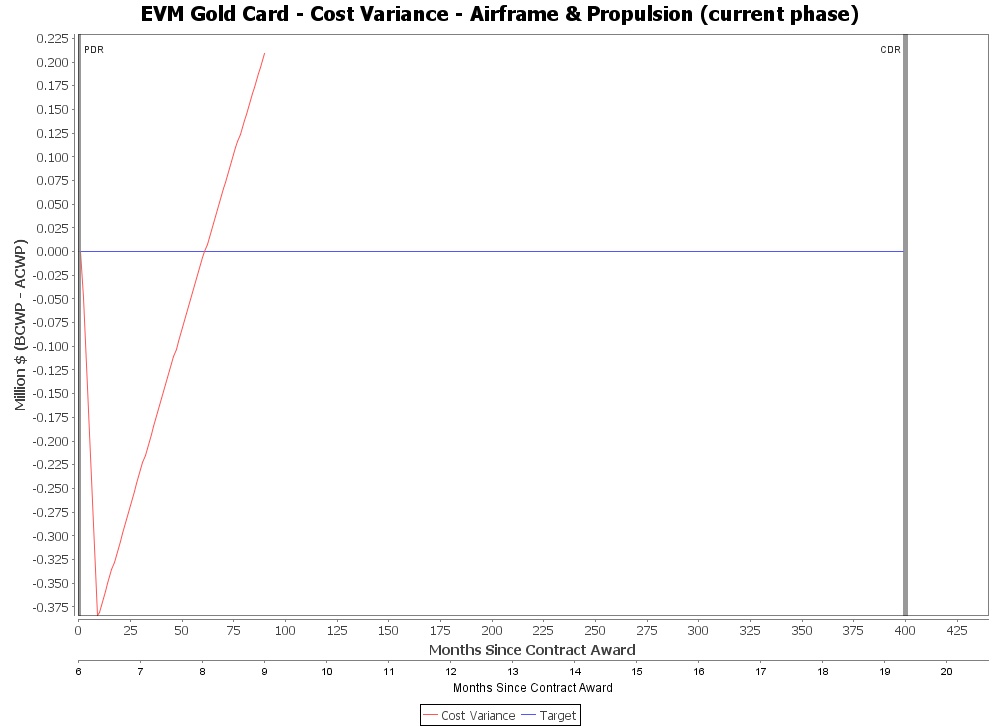 EVM Gold Card - Cost Variance - Airframe & Propulsion (current phase)
0.225
0.200
0.175
0.150
0.125
0.100
0.075
0.050
0.025
0.000
-0.025
-0.050
-0.075
-0.100
-0.125
-0.150
-0.175
-0.200
-0.225
-0.250
-0.275
-0.300
-0.325
-0.350
-0.375
Million $ (BCWP - ACWP)
PDR
CDR
0 25 50 75 100 125 150 175 200 225 250 275 300 325 350 375 400 425
Months Since Contract Award
6 7 8 9 10 11 12 13 14 15 16 17 18 19 20
Months Since Contract Award
Cost Variance Target